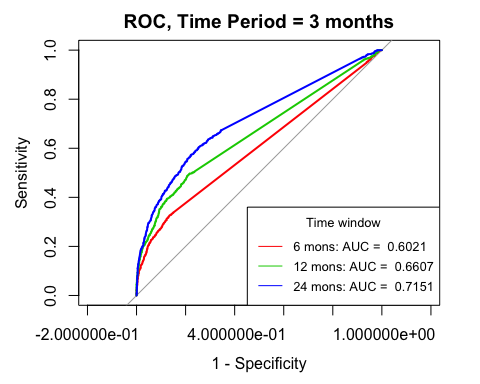 ROC, Time Period = 3 months
Sensitivity
1.0
0.8
0.6
0.4
0.2
0.0
Time window
6 mons: AUC = 0.6021
12 mons: AUC = 0.6607
24 mons: AUC = 0.7151
-2.000000e-01 4.000000e-01 1.000000e+00
1 - Specificity